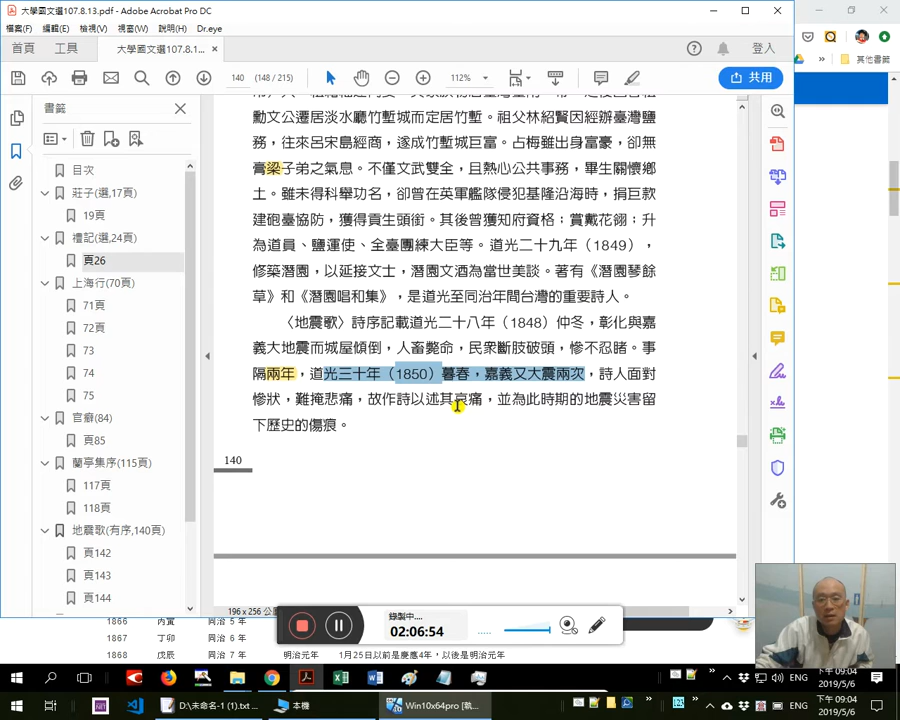 大學國文選107.8.13.pdf - Adobe Acrobat Pro DC
檔案(F) 編輯(E) 檢視(V) 視窗(W) 說明(H) Dr.eye
首頁 工具 大學國文選107.8.1... × 登入
140 (148 / 215) 112% 共用
其他書籤
書籤
目次
莊子(選,17頁)
19頁
禮記(選,24頁)
頁26
上海行(70頁)
71頁
72頁
73
74
75
官癖(84)
頁85
蘭亭集序(115頁)
117頁
118頁
地震歌(有序,140頁)
頁142
頁143
頁144
勳文公遷居淡水廳竹塹城而定居竹塹。祖父林紹賢因經辦臺灣鹽
務,往來呂宋島經商,遂成竹塹城巨富。占梅雖出身富豪,卻無
膏粱子弟之氣息。不僅文武雙全,且熱心公共事務,畢生關懷鄉
土。雖未得科舉功名,卻曾在英軍艦隊侵犯基隆沿海時,捐巨款
建砲臺協防,獲得貢生頭銜。其後曾獲知府資格;賞戴花翎;升
為道員、鹽運使、全臺團練大臣等。道光二十九年(1849),
修築潛園,以延接文士,潛園文酒為當世美談。著有《潛園琴餘
草》和《潛園唱和集》,是道光至同治年間台灣的重要詩人。
〈地震歌〉詩序記載道光二十八年(1848)仲冬,彰化與嘉
義大地震而城屋傾倒,人畜斃命,民衆斷肢破頭,慘不忍睹。事
隔兩年,道光三十年(1850)暮春,嘉義又大震兩次,詩人面對
慘狀,難掩悲痛,故作詩以述其哀痛,並為此時期的地震災害留
下歷史的傷痕。
140
196 x 256 公
錄製中....
02:06:54
1866 丙寅 同治 5 年
1867 丁卯 同治 6 年
1868 戊辰 同治 7 年 明治元年 1月25日以前是慶應4年,以後是明治元年
ENG 下午 09:04
2019/5/6
D:\未命名-1 (1).txt ... 本機 Win10x64pro [執...
ENG 下午 09:04
2019/5/6